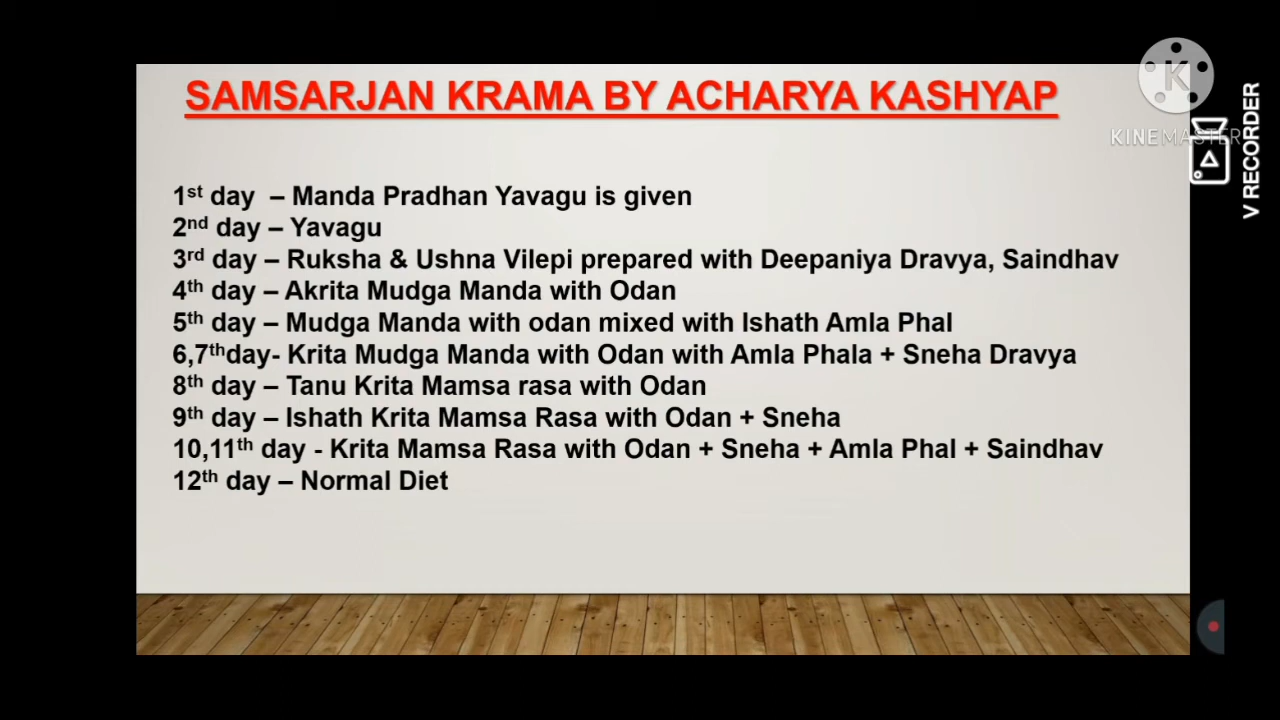 SAMSARJAN KRAMA BY ACHARYA KASHYAP
KINEMASTER
V RECORDER
1st day – Manda Pradhan Yavagu is given
2nd day – Yavagu
3rd day – Ruksha & Ushna Vilepi prepared with Deepaniya Dravya, Saindhav
4th day – Akrita Mudga Manda with Odan
5th day – Mudga Manda with odan mixed with Ishath Amla Phal
6,7thday- Krita Mudga Manda with Odan with Amla Phala + Sneha Dravya
8th day – Tanu Krita Mamsa rasa with Odan
9th day – Ishath Krita Mamsa Rasa with Odan + Sneha
10,11th day - Krita Mamsa Rasa with Odan + Sneha + Amla Phal + Saindhav
12th day – Normal Diet